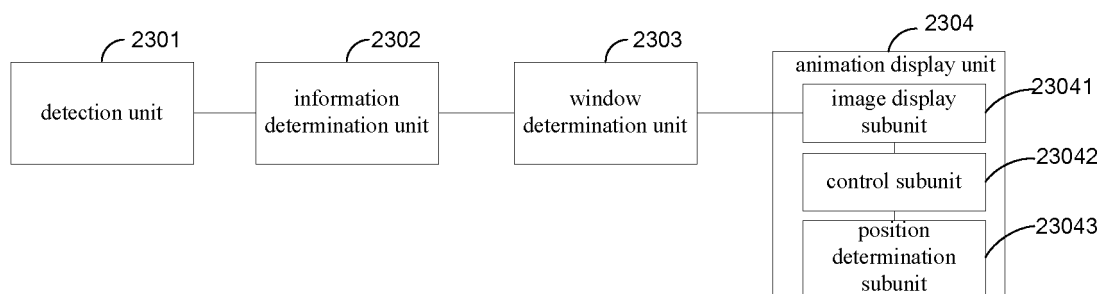 2301
detection unit
2302
information
determination unit
2303
window
determination unit
2304
animation display unit
image display
subunit
23041
control subunit
23042
position
determination
subunit
23043